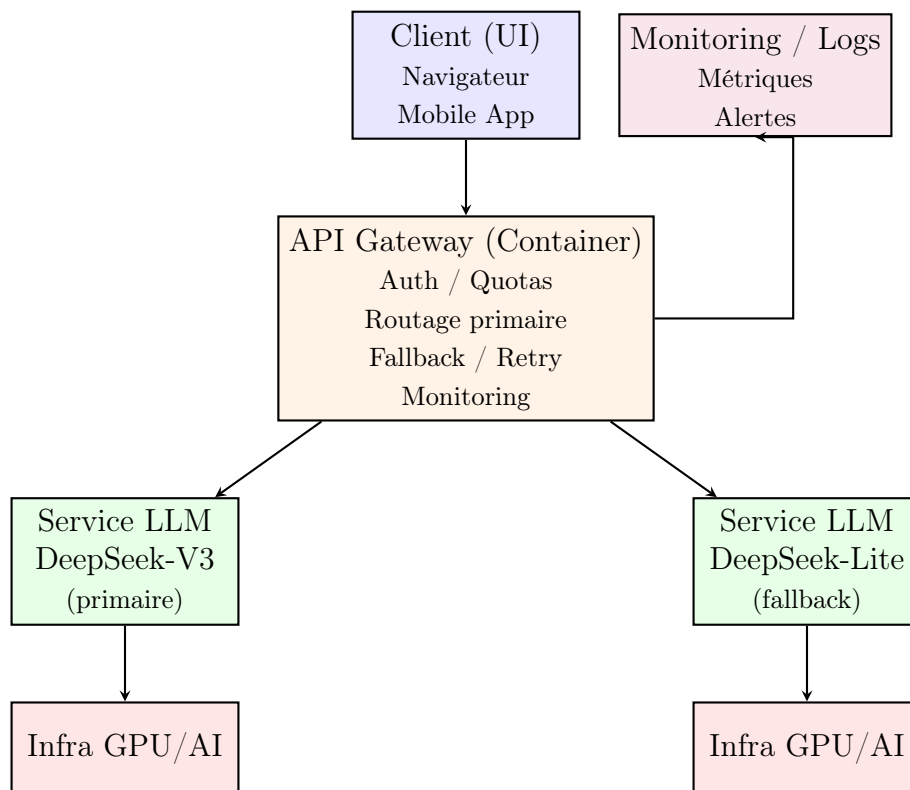 Client (UI)
Navigateur
Mobile App
Monitoring / Logs
Métriques
Alertes
API Gateway (Container)
Auth / Quotas
Routage primaire
Fallback / Retry
Monitoring
Service LLM
DeepSeek-V3
(primaire)
Service LLM
DeepSeek-Lite
(fallback)
Infra GPU/AI
Infra GPU/AI